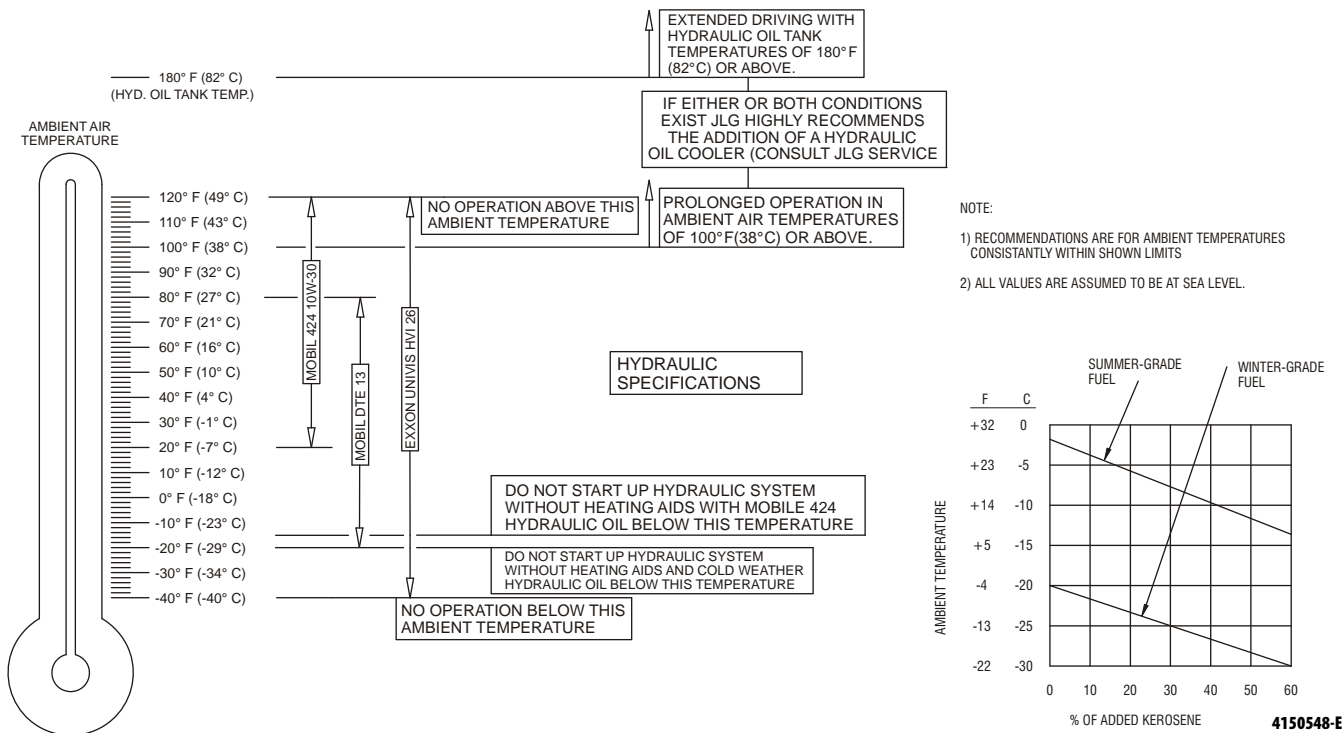 EXTENDED DRIVING WITH
HYDRAULIC OIL TANK
TEMPERATURES OF 180°F
(82°C) OR ABOVE.
180° F (82° C)
(HYD. OIL TANK TEMP.)
IF EITHER OR BOTH CONDITIONS
EXIST JLG HIGHLY RECOMMENDS
THE ADDITION OF A HYDRAULIC
OIL COOLER (CONSULT JLG SERVICE
AMBIENT AIR
TEMPERATURE
120° F (49° C)
110° F (43° C)
100° F (38° C)
90° F (32° C)
80° F (27° C)
70° F (21° C)
60° F (16° C)
50° F (10° C)
40° F (4° C)
30° F (-1° C)
20° F (-7° C)
10° F (-12° C)
0° F (-18° C)
-10° F (-23° C)
-20° F (-29° C)
-30° F (-34° C)
-40° F (-40° C)
MOBIL 424 10W-30
MOBIL DTE 13
EXXON UNIVIS HVI 26
NO OPERATION ABOVE THIS
AMBIENT TEMPERATURE
PROLONGED OPERATION IN
AMBIENT AIR TEMPERATURES
OF 100°F(38°C) OR ABOVE.
HYDRAULIC
SPECIFICATIONS
DO NOT START UP HYDRAULIC SYSTEM
WITHOUT HEATING AIDS WITH MOBILE 424
HYDRAULIC OIL BELOW THIS TEMPERATURE
DO NOT START UP HYDRAULIC SYSTEM
WITHOUT HEATING AIDS AND COLD WEATHER
HYDRAULIC OIL BELOW THIS TEMPERATURE
NO OPERATION BELOW THIS
AMBIENT TEMPERATURE
NOTE:
1) RECOMMENDATIONS ARE FOR AMBIENT TEMPERATURES
CONSISTANTLY WITHIN SHOWN LIMITS
2) ALL VALUES ARE ASSUMED TO BE AT SEA LEVEL.
SUMMER-GRADE
FUEL
WINTER-GRADE
FUEL
F C
+32 0
+23 -5
+14 -10
+5 -15
-4 -20
-13 -25
-22 -30
AMBIENT TEMPERATURE
0 10 20 30 40 50 60
% OF ADDED KEROSENE
4150548-E